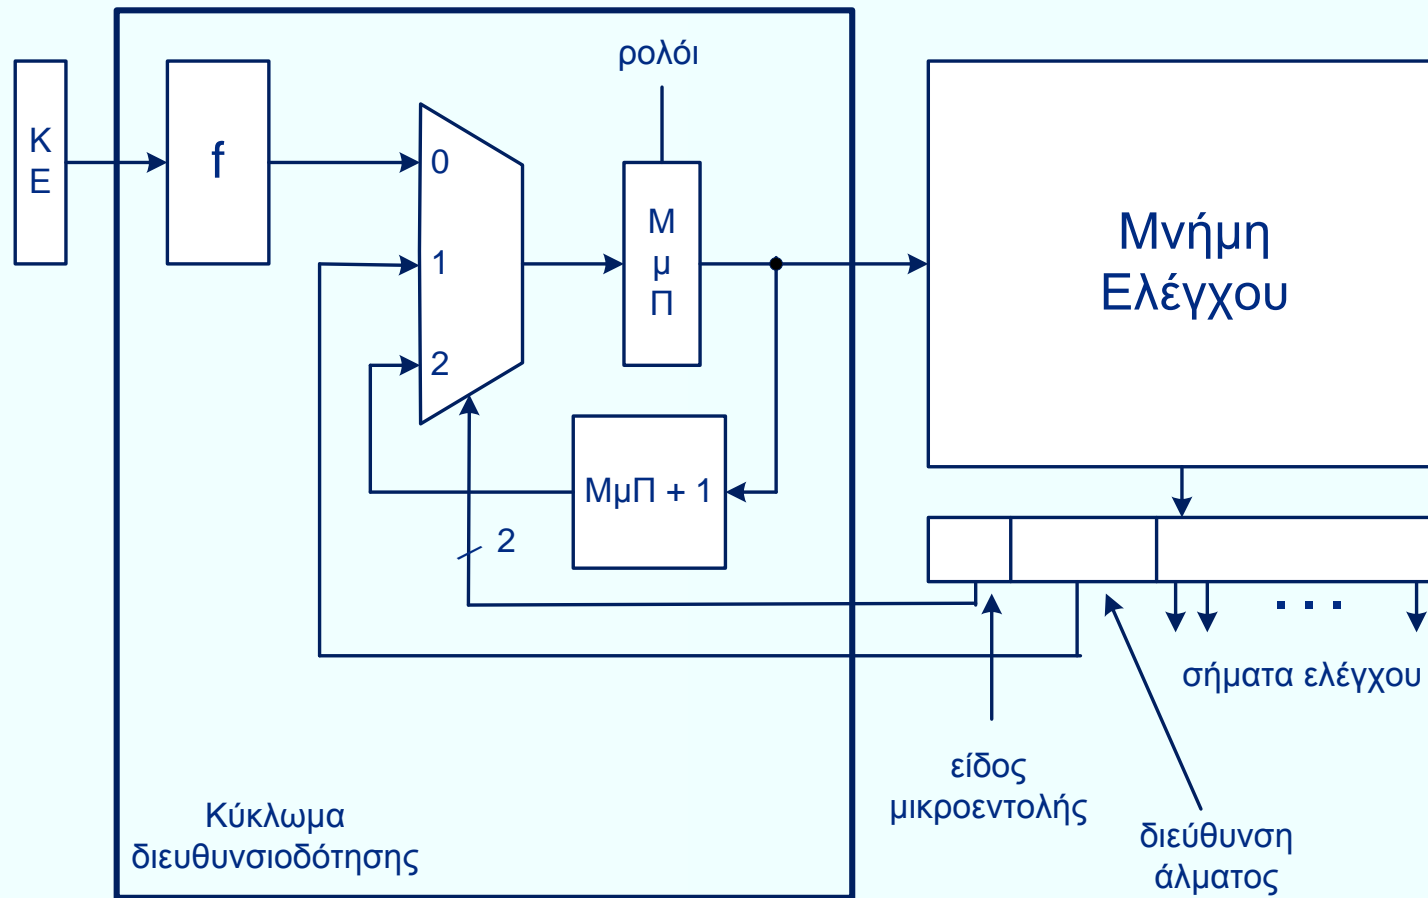 ρολόι
Κ
Ε
f
0
1
2
Μ
μ
Π
Μνήμη
Ελέγχου
ΜμΠ + 1
2
. . .
σήματα ελέγχου
είδος
μικροεντολής
διεύθυνση
άλματος
Κύκλωμα
διευθυνσιοδότησης